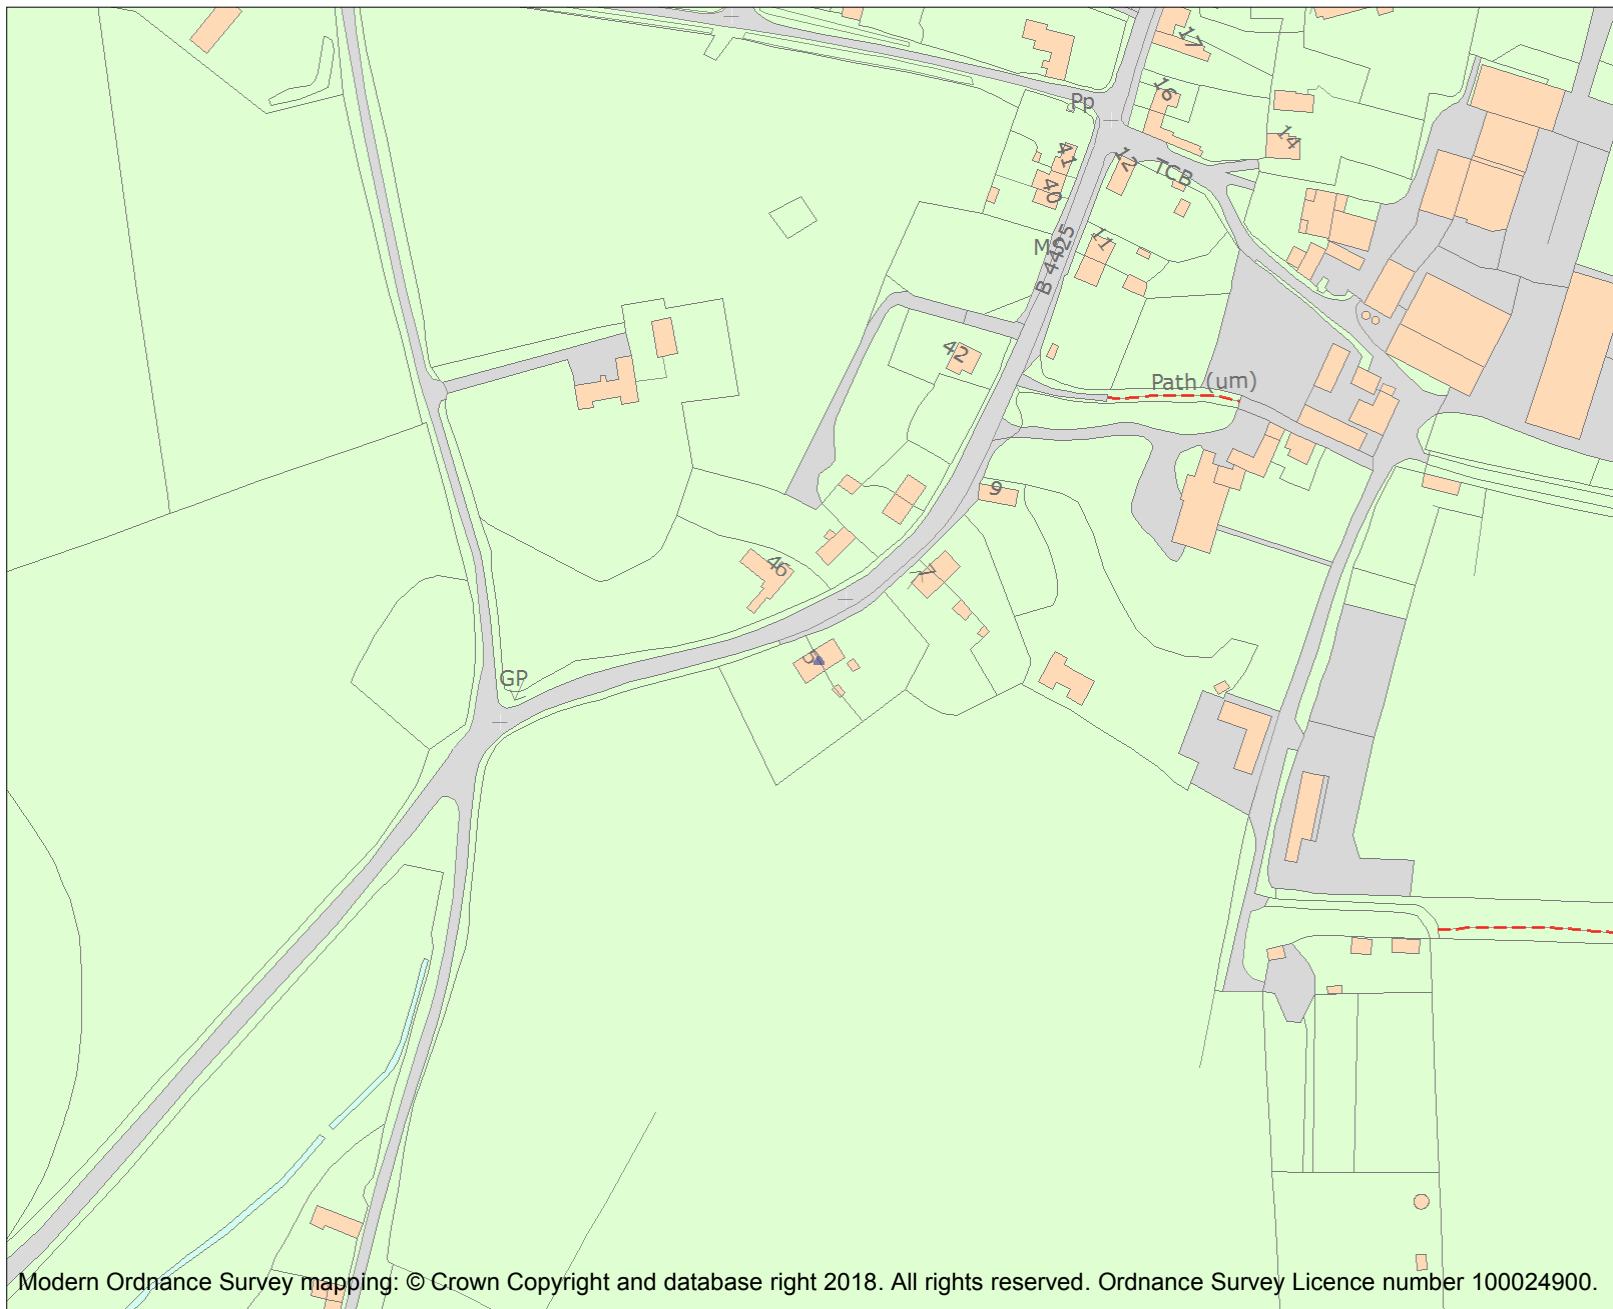 17
16
Pp
14
41
12
TCB
40
11
B 4425
42
Path (um)
9
46
7
5
GP
Modern Ordnance Survey mapping: © Crown Copyright and database right 2018. All rights reserved. Ordnance Survey Licence number 100024900.